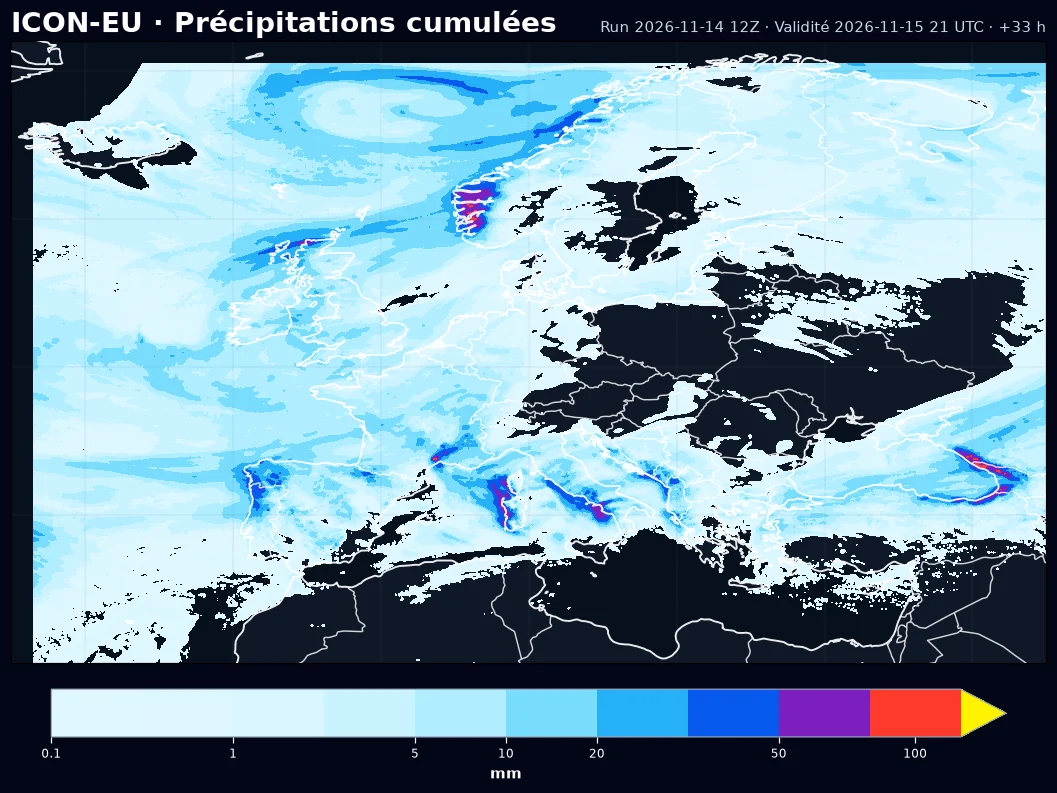 ICON-EU · Précipitations cumulées
Run 2026-11-14 12Z · Validité 2026-11-15 21 UTC · +33 h
0.1 1 5 10 20 50 100
mm